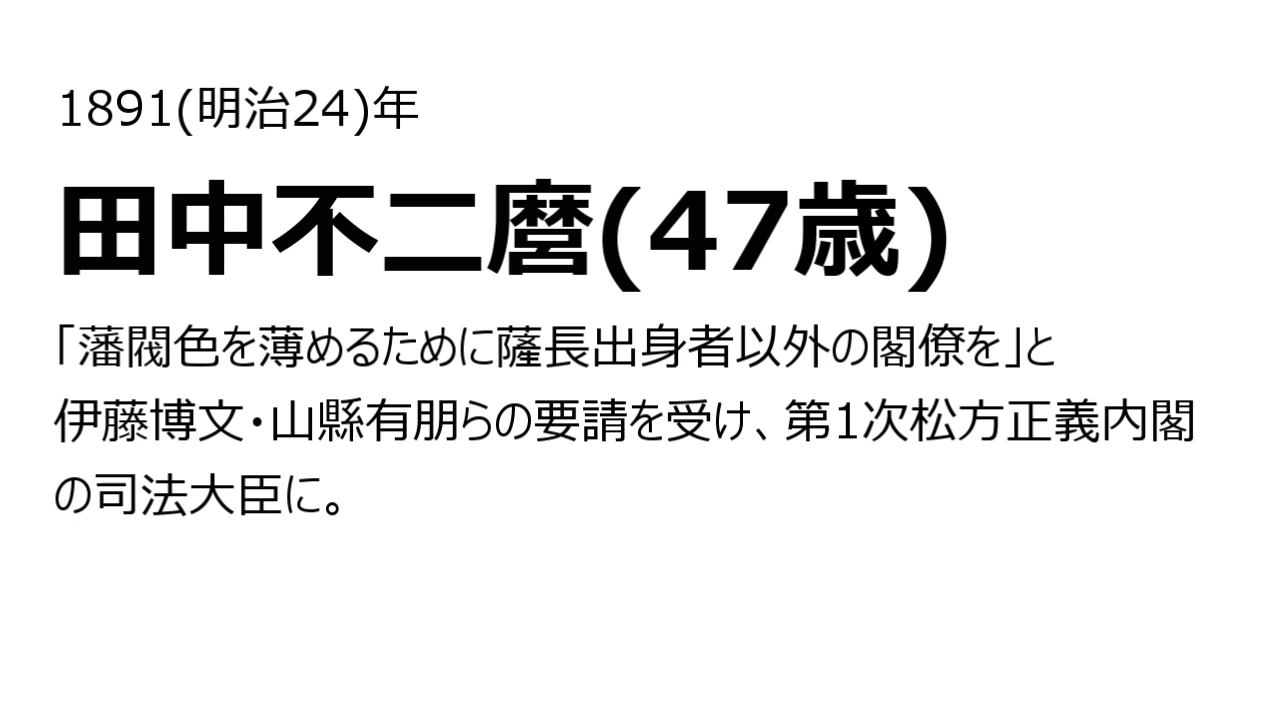 1891(明治24)年
田中不二麿(47歳)
「藩閥色を薄めるために薩長出身者以外の閣僚を」と
伊藤博文・山縣有朋らの要請を受け、第1次松方正義内閣
の司法大臣に。